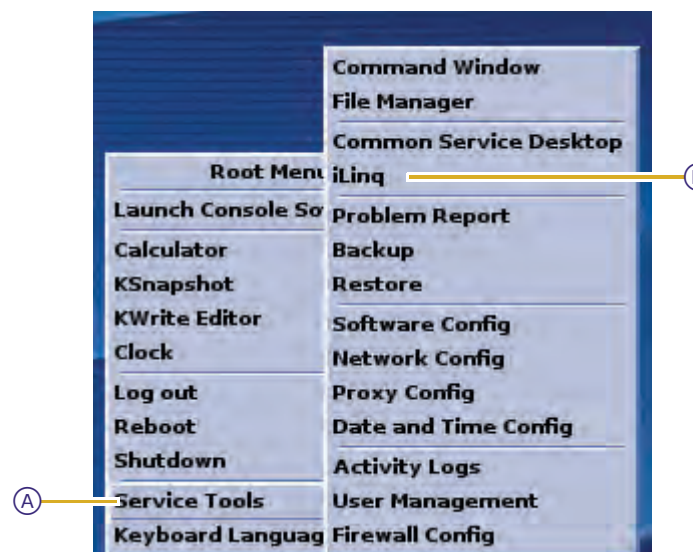 Command Window
File Manager
Common Service Desktop
iLinq
Problem Report
Backup
Restore
Software Config
Network Config
Proxy Config
Date and Time Config
Activity Logs
User Management
Firewall Config
Root Menu
Launch Console So
Calculator
KSnapshot
KWrite Editor
Clock
Log out
Reboot
Shutdown
Service Tools
Keyboard Languag
A